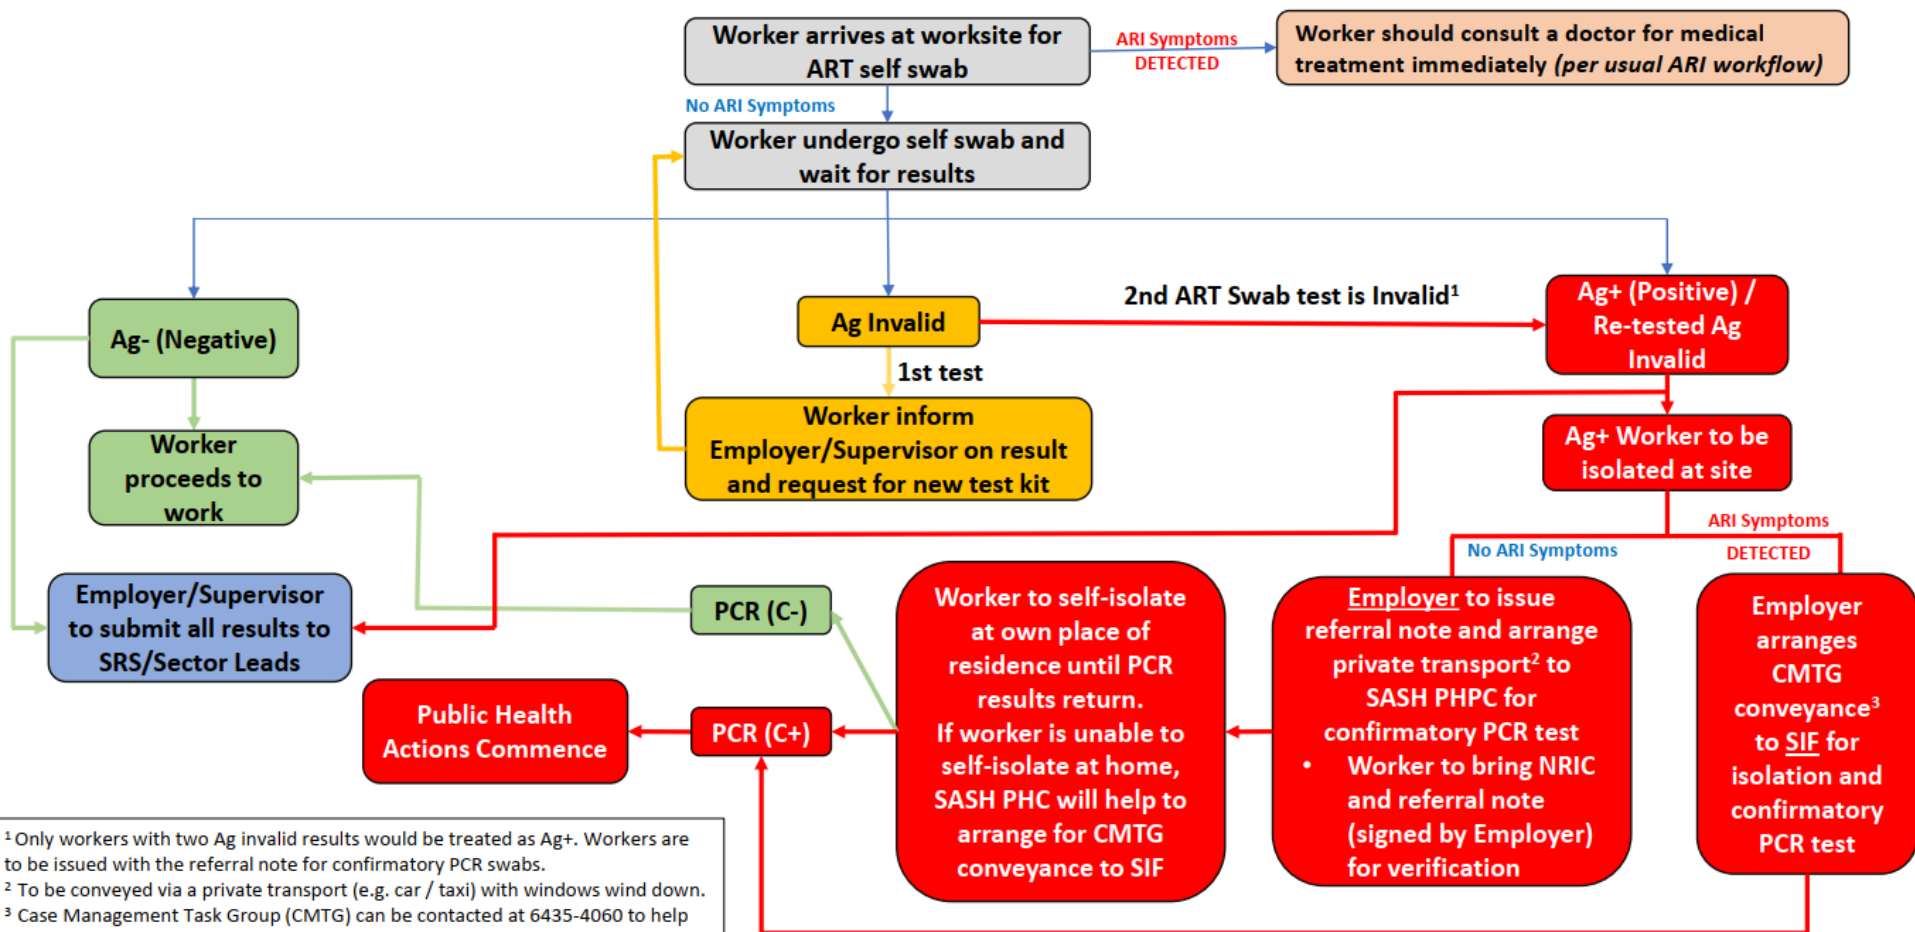 Worker arrives at worksite for
ART self swab
ARI Symptoms
DETECTED
Worker should consult a doctor for medical
treatment immediately (per usual ARI workflow)
No ARI Symptoms
Worker undergo self swab and
wait for results
Ag- (Negative)
Ag Invalid
2nd ART Swab test is Invalid¹
Ag+ (Positive) /
Re-tested Ag
Invalid
1st test
Worker
proceeds to
work
Worker inform
Employer/Supervisor on result
and request for new test kit
Ag+ Worker to be
isolated at site
No ARI Symptoms
ARI Symptoms
DETECTED
Employer/Supervisor
to submit all results to
SRS/Sector Leads
PCR (C-)
Public Health
Actions Commence
PCR (C+)
Worker to self-isolate
at own place of
residence until PCR
results return.
If worker is unable to
self-isolate at home,
SASH PHC will help to
arrange for CMTG
conveyance to SIF
Employer to issue
referral note and arrange
private transport² to
SASH PHPC for
confirmatory PCR test
• Worker to bring NRIC
and referral note
(signed by Employer)
for verification
Employer
arranges
CMTG
conveyance³
to SIF for
isolation and
confirmatory
PCR test
¹ Only workers with two Ag invalid results would be treated as Ag+. Workers are
to be issued with the referral note for confirmatory PCR swabs.
² To be conveyed via a private transport (e.g. car / taxi) with windows wind down.
³ Case Management Task Group (CMTG) can be contacted at 6435-4060 to help